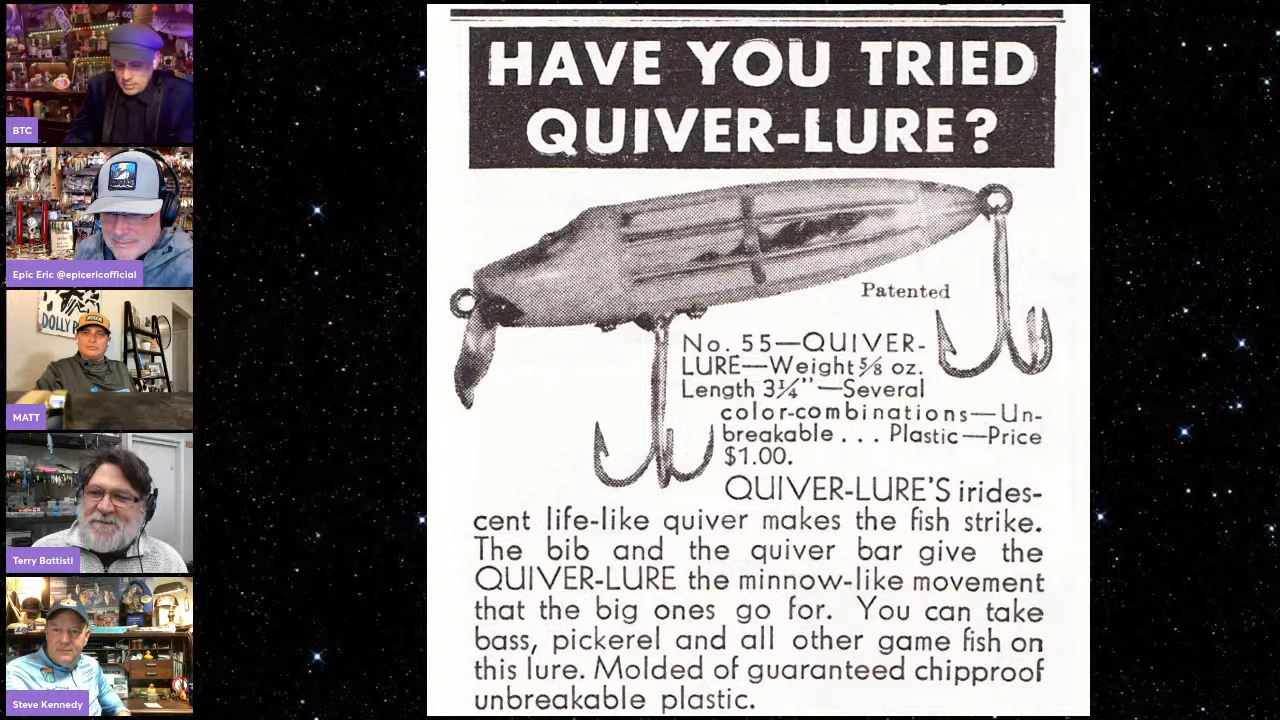 BTC
Epic Eric @epicericofficial
DOLLY
MATT
Terry Battisti
Steve Kennedy
HAVE YOU TRIED
QUIVER-LURE?
Patented
No. 55—QUIVER-
LURE—Weight 5⁄8 oz.
Length 3¼"—Several
color-combinations—Un-
breakable . . . Plastic—Price
$1.00.
QUIVER-LURE'S irides-
cent life-like quiver makes the fish strike.
The bib and the quiver bar give the
QUIVER-LURE the minnow-like movement
that the big ones go for. You can take
bass, pickerel and all other game fish on
this lure. Molded of guaranteed chipproof
unbreakable plastic.